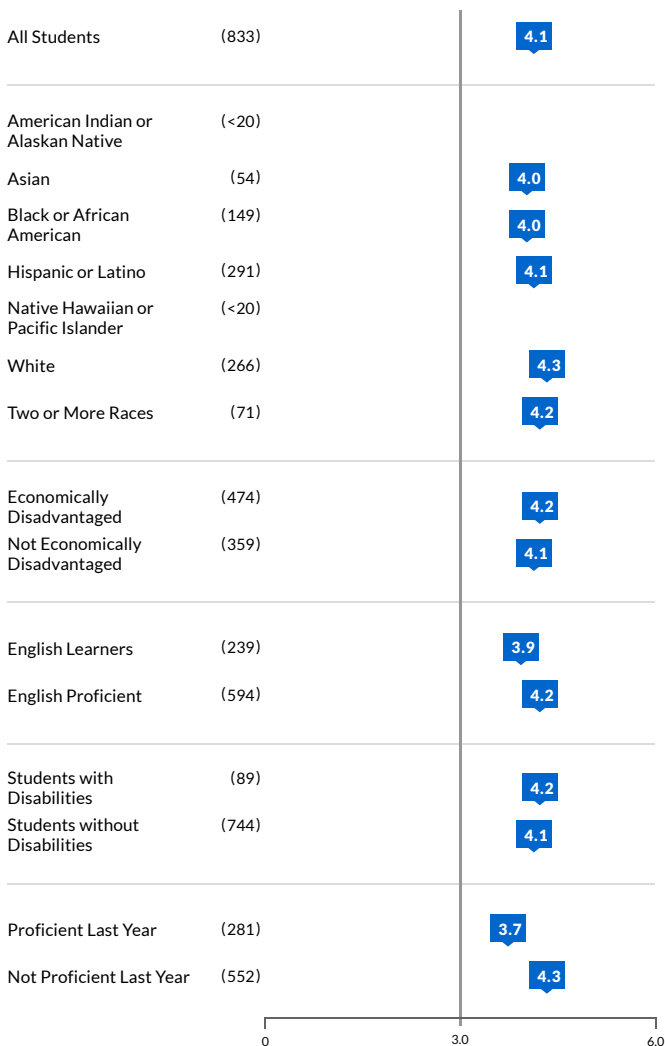 All Students (833) 4.1
American Indian or (<20)
Alaskan Native
Asian (54) 4.0
Black or African (149) 4.0
American
Hispanic or Latino (291) 4.1
Native Hawaiian or (<20)
Pacific Islander
White (266) 4.3
Two or More Races (71) 4.2
Economically (474) 4.2
Disadvantaged
Not Economically (359) 4.1
Disadvantaged
English Learners (239) 3.9
English Proficient (594) 4.2
Students with (89) 4.2
Disabilities
Students without (744) 4.1
Disabilities
Proficient Last Year (281) 3.7
Not Proficient Last Year (552) 4.3
0 3.0 6.0